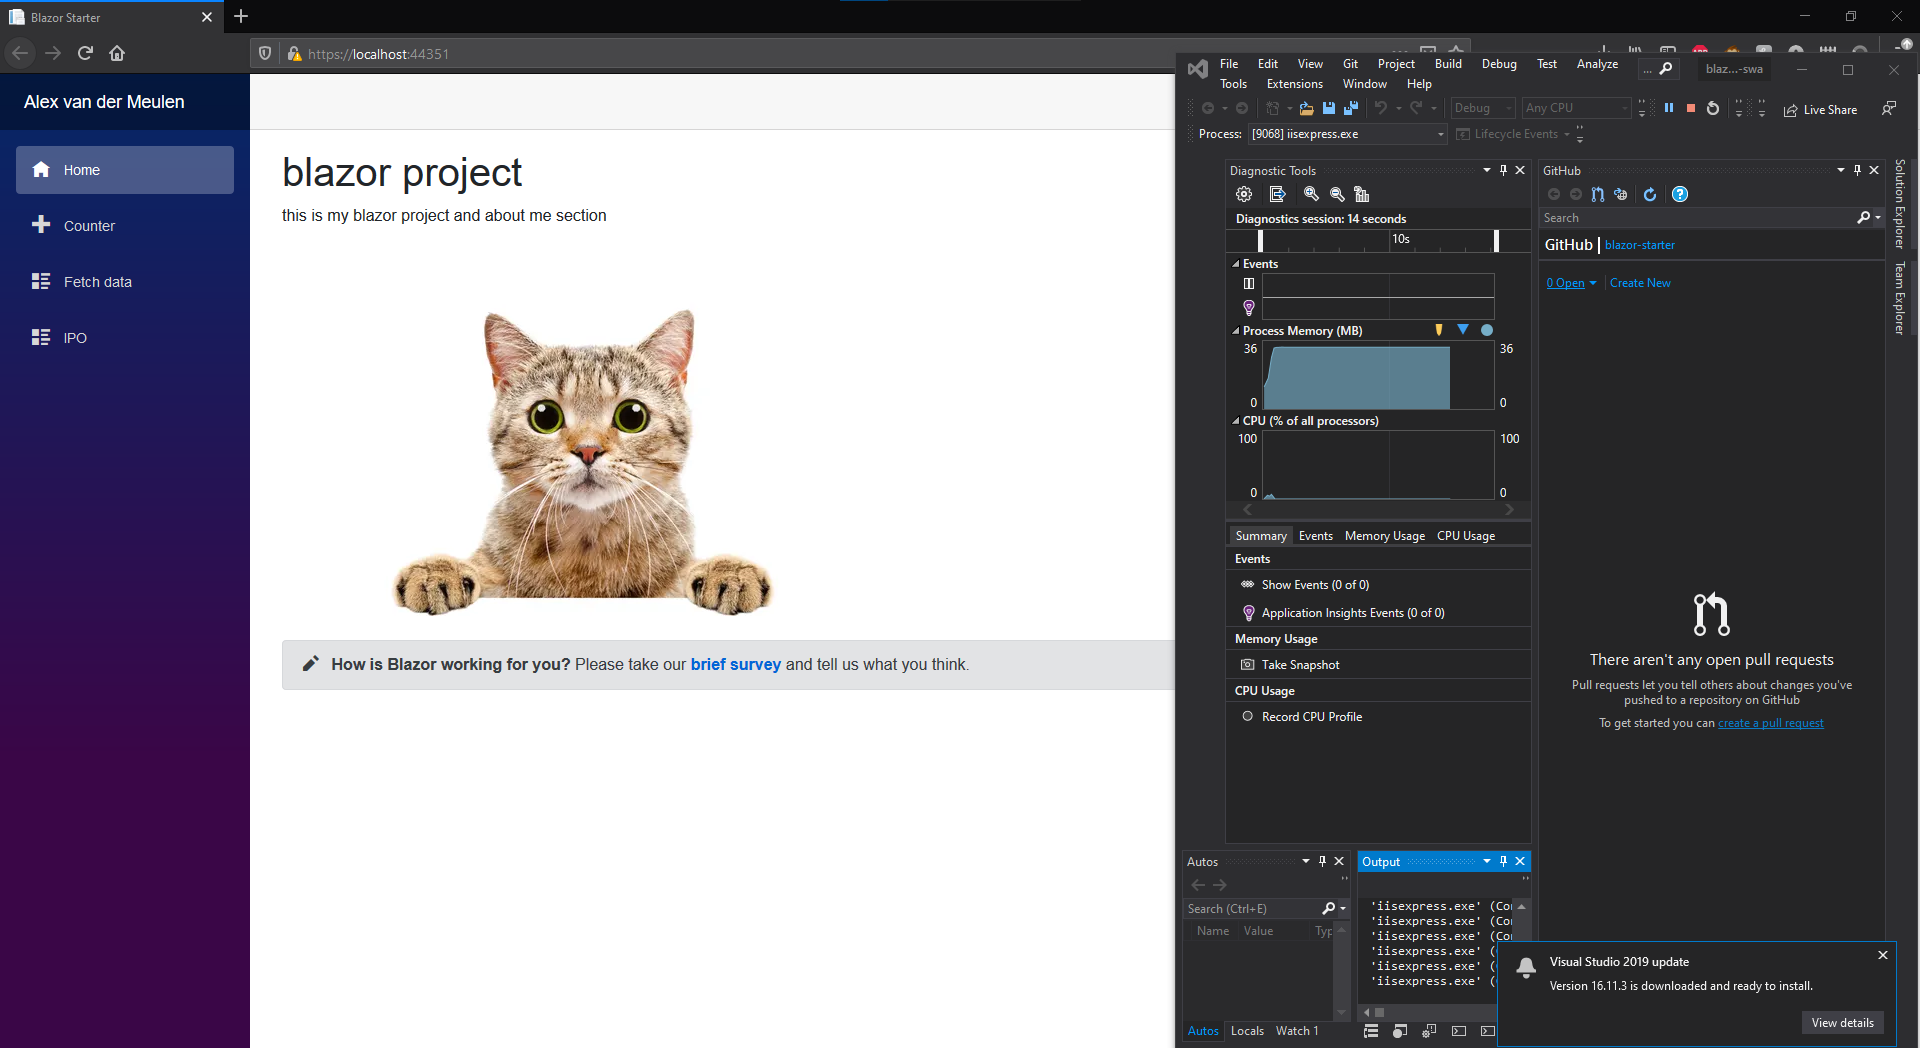 Blazor Starter
https://localhost:44351
Alex van der Meulen
Home
Counter
Fetch data
IPO
blazor project
this is my blazor project and about me section
How is Blazor working for you? Please take our brief survey and tell us what you think.
File Edit View Git Project Build Debug Test Analyze
... blaz...-swa
Tools Extensions Window Help
Debug Any CPU Live Share
Process: [9068] iisexpress.exe Lifecycle Events
Diagnostic Tools
Diagnostics session: 14 seconds
10s
Events
Process Memory (MB)
36 36
0 0
CPU (% of all processors)
100 100
0 0
Summary Events Memory Usage CPU Usage
Events
Show Events (0 of 0)
Application Insights Events (0 of 0)
Memory Usage
Take Snapshot
CPU Usage
Record CPU Profile
GitHub
Search
GitHub | blazor-starter
0 Open Create New
There aren't any open pull requests
Pull requests let you tell others about changes you've
pushed to a repository on GitHub
To get started you can create a pull request
Solution Explorer
Team Explorer
Autos
Search (Ctrl+E)
Name Value Typ
Autos Locals Watch 1
Output
'iisexpress.exe' (Co
'iisexpress.exe' (Co
'iisexpress.exe' (Co
'iisexpress.exe' (
'iisexpress.exe' (
'iisexpress.exe' (
Visual Studio 2019 update
Version 16.11.3 is downloaded and ready to install.
View details